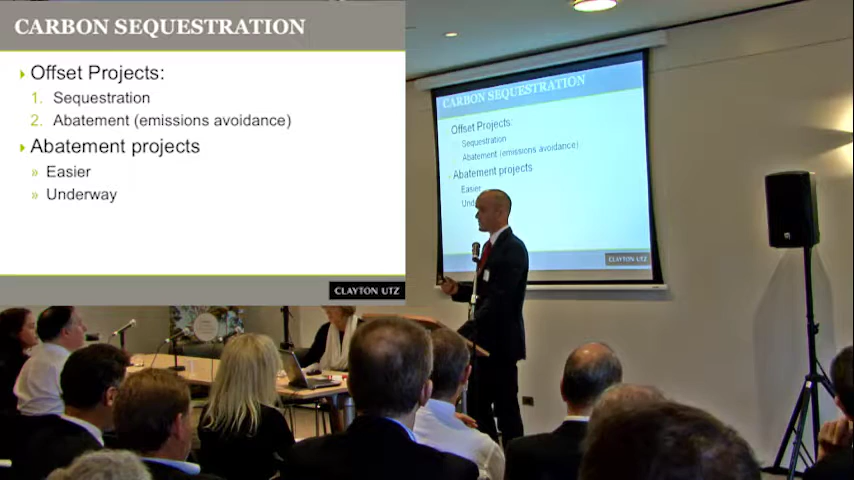 CARBON SEQUESTRATION
Offset Projects:
1. Sequestration
2. Abatement (emissions avoidance)
Abatement projects
» Easier
» Underway
CLAYTON UTZ
CARBON SEQUESTRATION
Offset Projects:
Sequestration
Abatement (emissions avoidance)
Abatement projects
Easier
CLAYTON UTZ